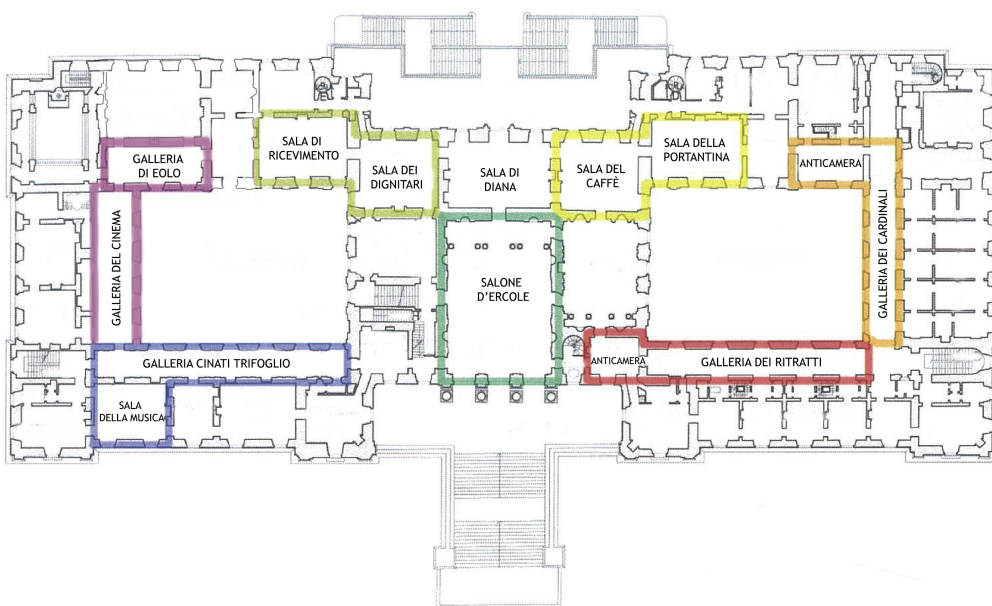 GALLERIA
DI EOLO
SALA DI
RICEVIMENTO
SALA DEI
DIGNITARI
SALA DI
DIANA
SALA DEL
CAFFÈ
SALA DELLA
PORTANTINA
ANTICAMERA
GALLERIA DEL CINEMA
SALONE
D'ERCOLE
GALLERIA DEI CARDINALI
GALLERIA CINATI TRIFOGLIO
ANTICAMERA
GALLERIA DEI RITRATTI
SALA
DELLA MUSICA